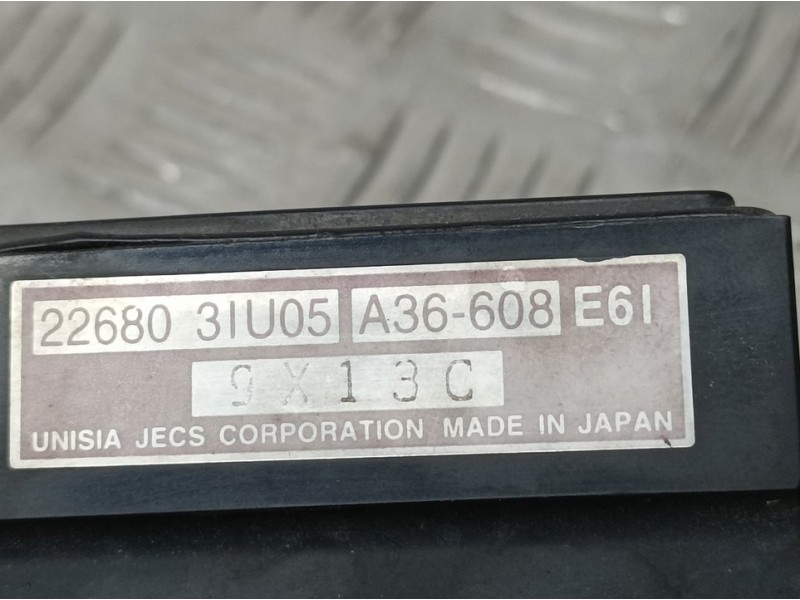 22680 31U05 A36-608 E61
9X13C
UNISIA JECS CORPORATION MADE IN JAPAN